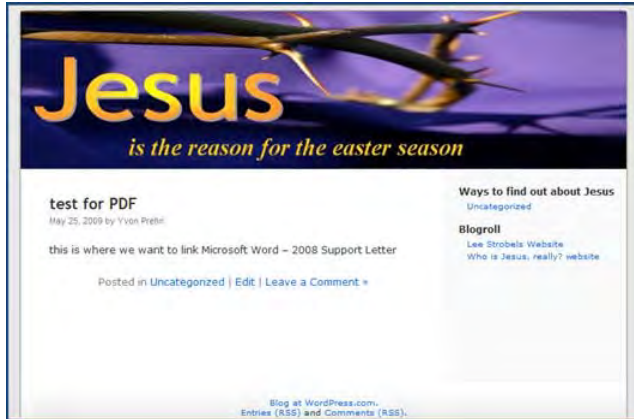 Jesus
is the reason for the easter season
test for PDF
May 25, 2009 by Yvon Prehn
this is where we want to link Microsoft Word – 2008 Support Letter
Posted in Uncategorized | Edit | Leave a Comment »
Ways to find out about Jesus
Uncategorized
Blogroll
Lee Strobels Website
Who is Jesus, really? website
Blog at WordPress.com.
Entries (RSS) and Comments (RSS).